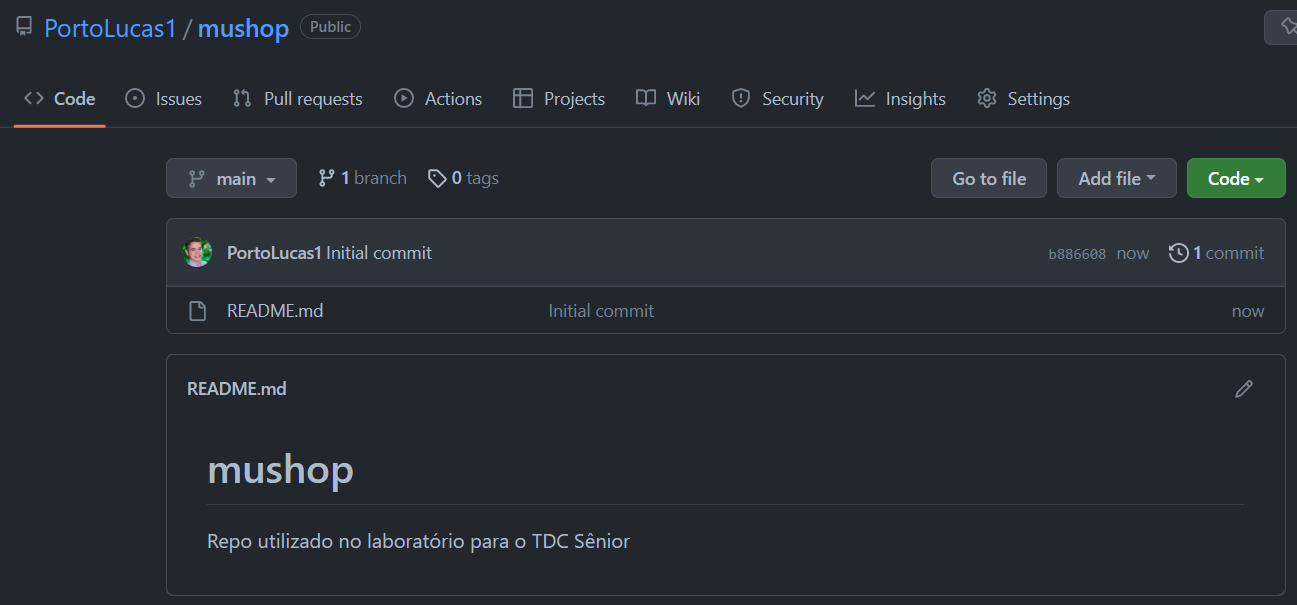 PortoLucas1 / mushop Public
Code Issues Pull requests Actions Projects Wiki Security Insights Settings
main 1 branch 0 tags Go to file Add file Code
PortoLucas1 Initial commit b886608 now 1 commit
README.md Initial commit now
README.md
mushop
Repo utilizado no laboratório para o TDC Sênior